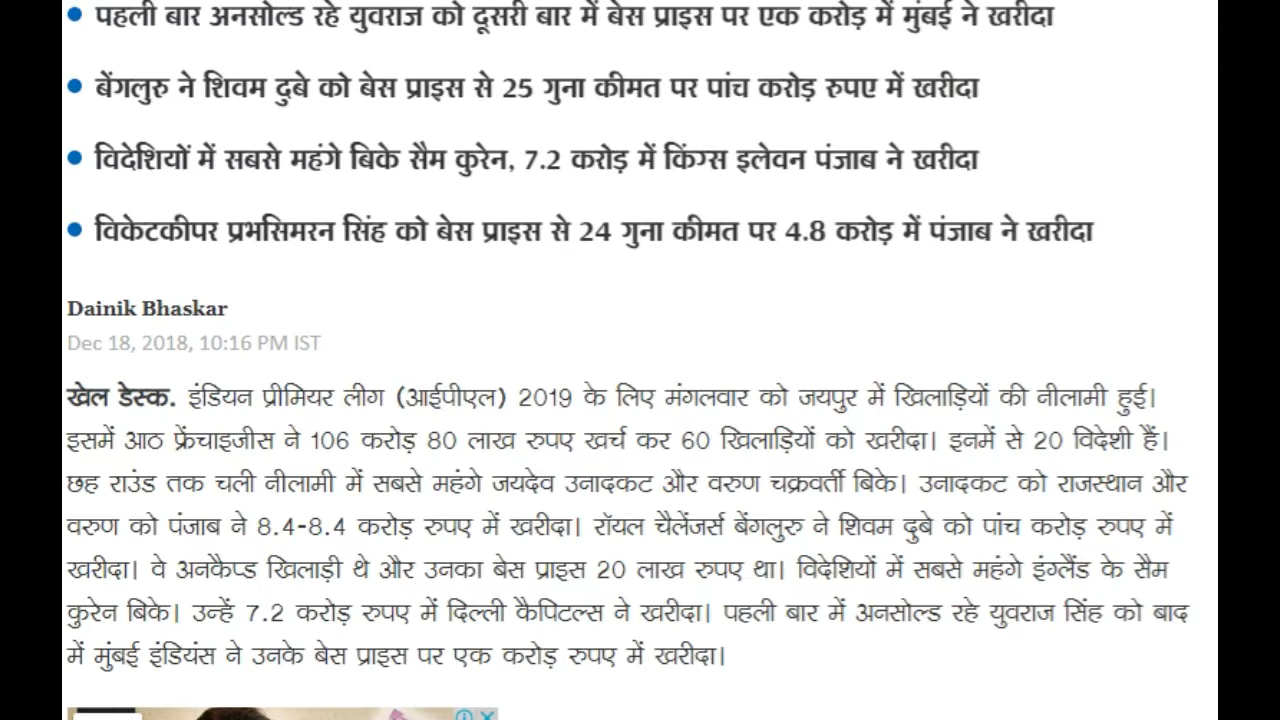 पहली बार अनसोल्ड रहे युवराज को दूसरी बार में बेस प्राइस पर एक करोड़ में मुंबई ने खरीदा
बेंगलुरु ने शिवम दुबे को बेस प्राइस से 25 गुना कीमत पर पांच करोड़ रुपए में खरीदा
विदेशियों में सबसे महंगे बिके सैम कुरेन, 7.2 करोड़ में किंग्स इलेवन पंजाब ने खरीदा
विकेटकीपर प्रभसिमरन सिंह को बेस प्राइस से 24 गुना कीमत पर 4.8 करोड़ में पंजाब ने खरीदा
Dainik Bhaskar
Dec 18, 2018, 10:16 PM IST
खेल डेस्क. इंडियन प्रीमियर लीग (आईपीएल) 2019 के लिए मंगलवार को जयपुर में खिलाड़ियों की नीलामी हुई।
इसमें आठ फ्रेंचाइजीस ने 106 करोड़ 80 लाख रुपए खर्च कर 60 खिलाड़ियों को खरीदा। इनमें से 20 विदेशी हैं।
छह राउंड तक चली नीलामी में सबसे महंगे जयदेव उनादकट और वरुण चक्रवर्ती बिके। उनादकट को राजस्थान और
वरुण को पंजाब ने 8.4-8.4 करोड़ रुपए में खरीदा। रॉयल चैलेंजर्स बेंगलुरु ने शिवम दुबे को पांच करोड़ रुपए में
खरीदा। वे अनकैप्ड खिलाड़ी थे और उनका बेस प्राइस 20 लाख रुपए था। विदेशियों में सबसे महंगे इंग्लैंड के सैम
कुरेन बिके। उन्हें 7.2 करोड़ रुपए में दिल्ली कैपिटल्स ने खरीदा। पहली बार में अनसोल्ड रहे युवराज सिंह को बाद
में मुंबई इंडियंस ने उनके बेस प्राइस पर एक करोड़ रुपए में खरीदा।